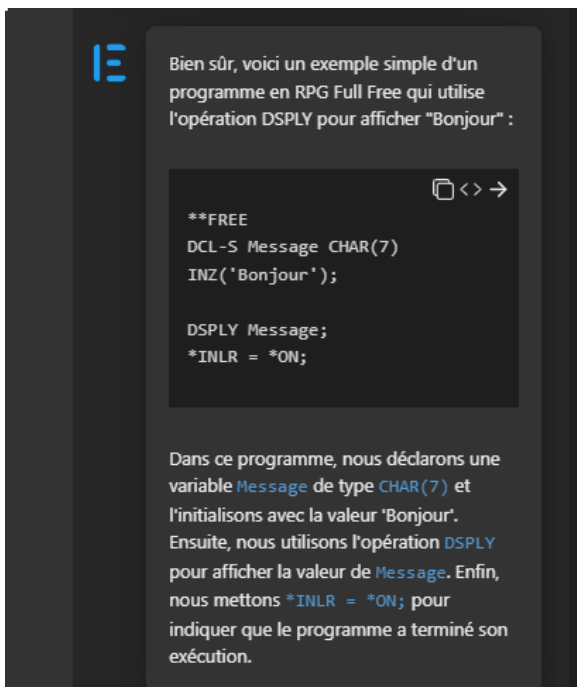 Bien sûr, voici un exemple simple d'un
programme en RPG Full Free qui utilise
l'opération DSPLY pour afficher "Bonjour" :
**FREE
DCL-S Message CHAR(7)
INZ('Bonjour');
DSPLY Message;
*INLR = *ON;
Dans ce programme, nous déclarons une
variable Message de type CHAR(7) et
l'initialisons avec la valeur 'Bonjour'.
Ensuite, nous utilisons l'opération DSPLY
pour afficher la valeur de Message. Enfin,
nous mettons *INLR = *ON; pour
indiquer que le programme a terminé son
exécution.